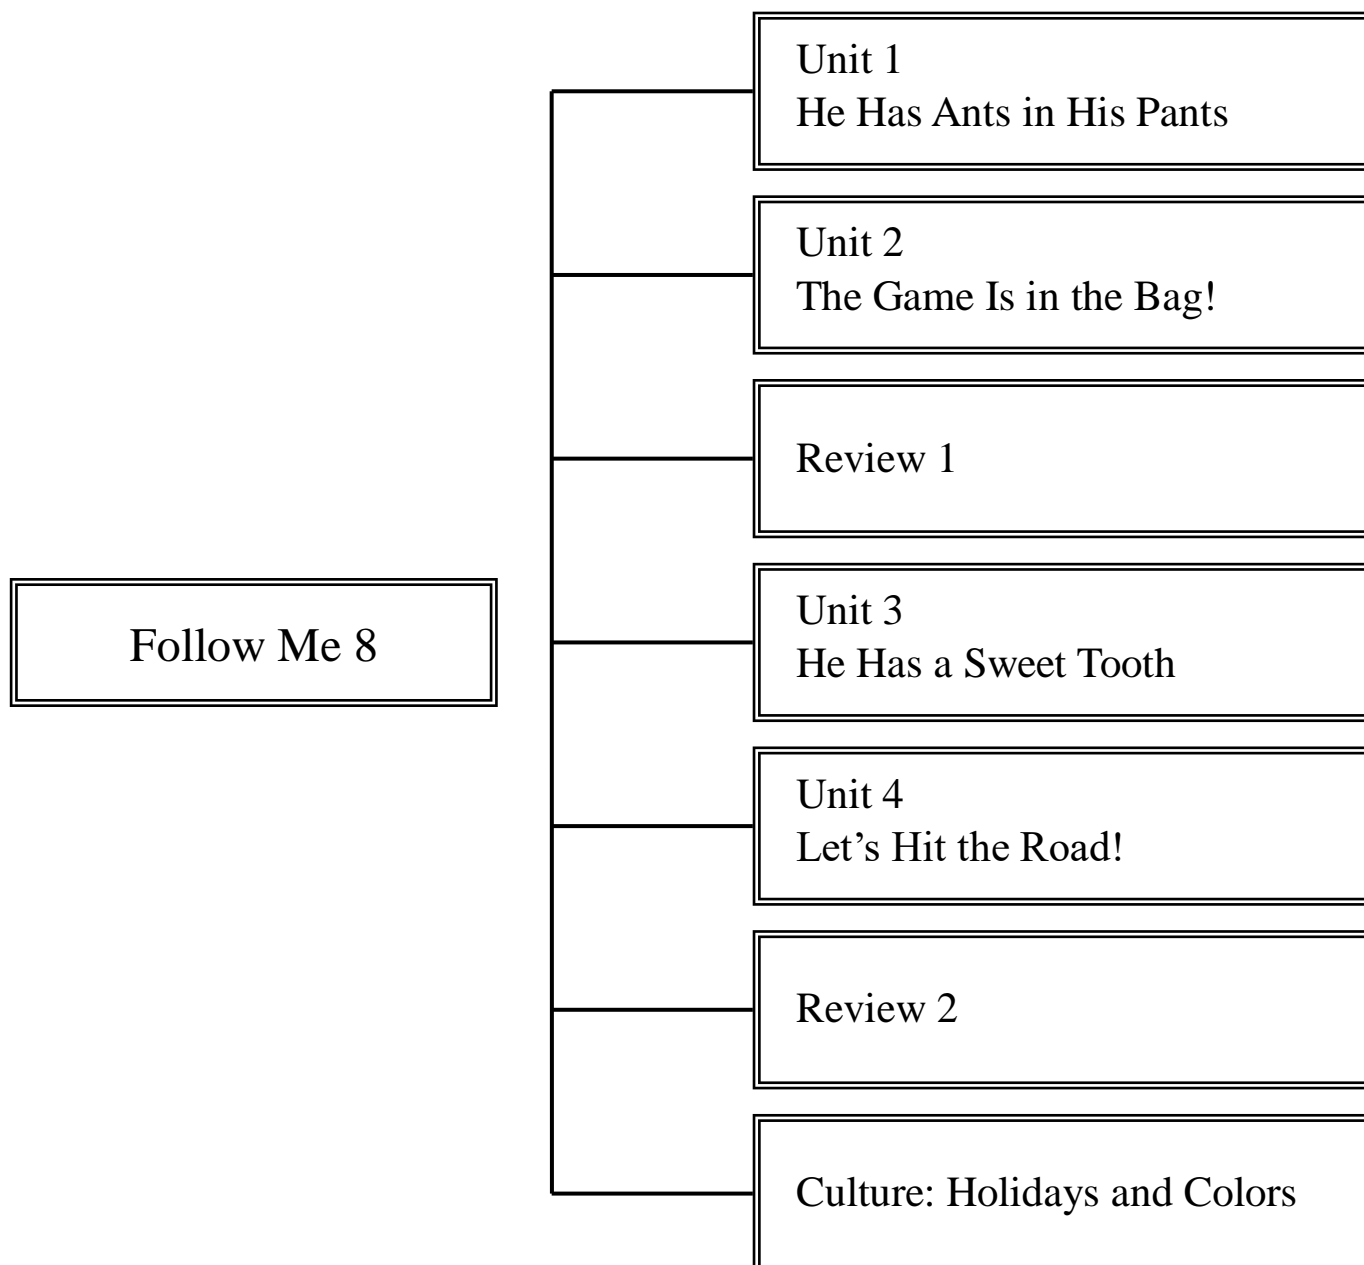 Follow Me 8
Unit 1
He Has Ants in His Pants
Unit 2
The Game Is in the Bag!
Review 1
Unit 3
He Has a Sweet Tooth
Unit 4
Let’s Hit the Road!
Review 2
Culture: Holidays and Colors